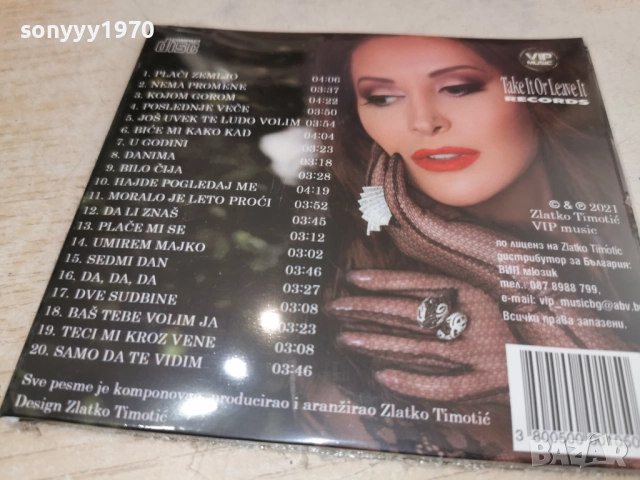 sonyyy1970
disc
VIP
MUSIC
Take It Or Leave It
RECORDS
1. PLAČI ZEMLJO 04:06
2. NEMA PROMENE 03:37
3. KOJOM GOROM 04:22
4. POSLEDNJE VEČE 03:50
5. JOŠ UVEK TE LUDO VOLIM 03:54
6. BIĆE MI KAKO KAD 04:04
7. U GODINI 03:23
8. DANIMA 03:18
9. BILO ČIJA 03:28
10. HAJDE POGLEDAJ ME 04:19
11. MORALO JE LETO PROĆI 03:52
12. DA LI ZNAŠ 03:45
13. PLAČE MI SE 03:12
14. UMIREM MAJKO 03:02
15. SEDMI DAN 03:46
16. DA, DA, DA 03:27
17. DVE SUDBINE 03:08
18. BAŠ TEBE VOLIM JA 03:23
19. TECI MI KROZ VENE 03:08
20. SAMO DA TE VIDIM 03:46
© & ℗ 2021
Zlatko Timotić
VIP music
по лиценз на Zlatko Timotic
дистрибутор за България:
ВИП мюзик
тел.: 087 8988 799,
e-mail: vip_musicbg@abv.b
Всички права запазени.
Sve pesme je komponovao, producirao i aranžirao Zlatko Timotić
Design Zlatko Timotić
bazar